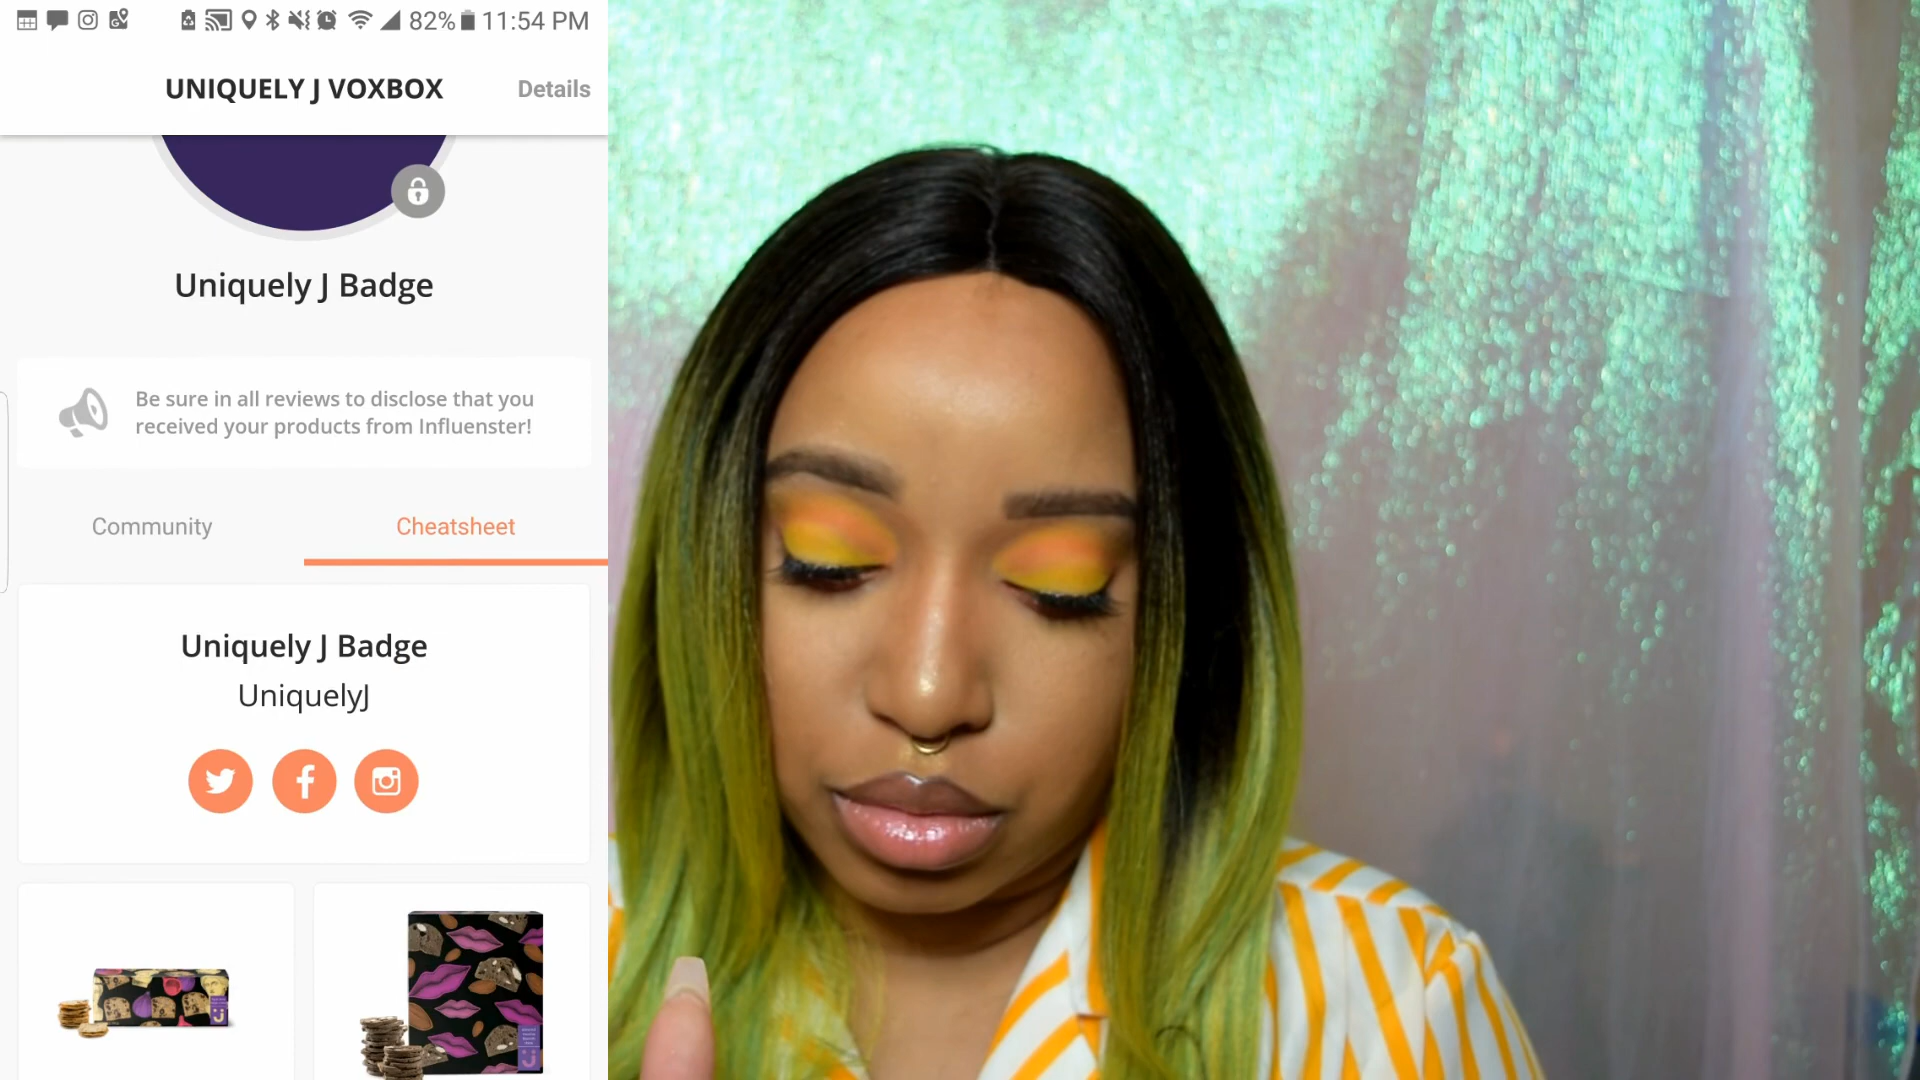 82% 11:54 PM
UNIQUELY J VOXBOX
Details
Uniquely J Badge
Be sure in all reviews to disclose that you
received your products from Influenster!
Community
Cheatsheet
Uniquely J Badge
UniquelyJ